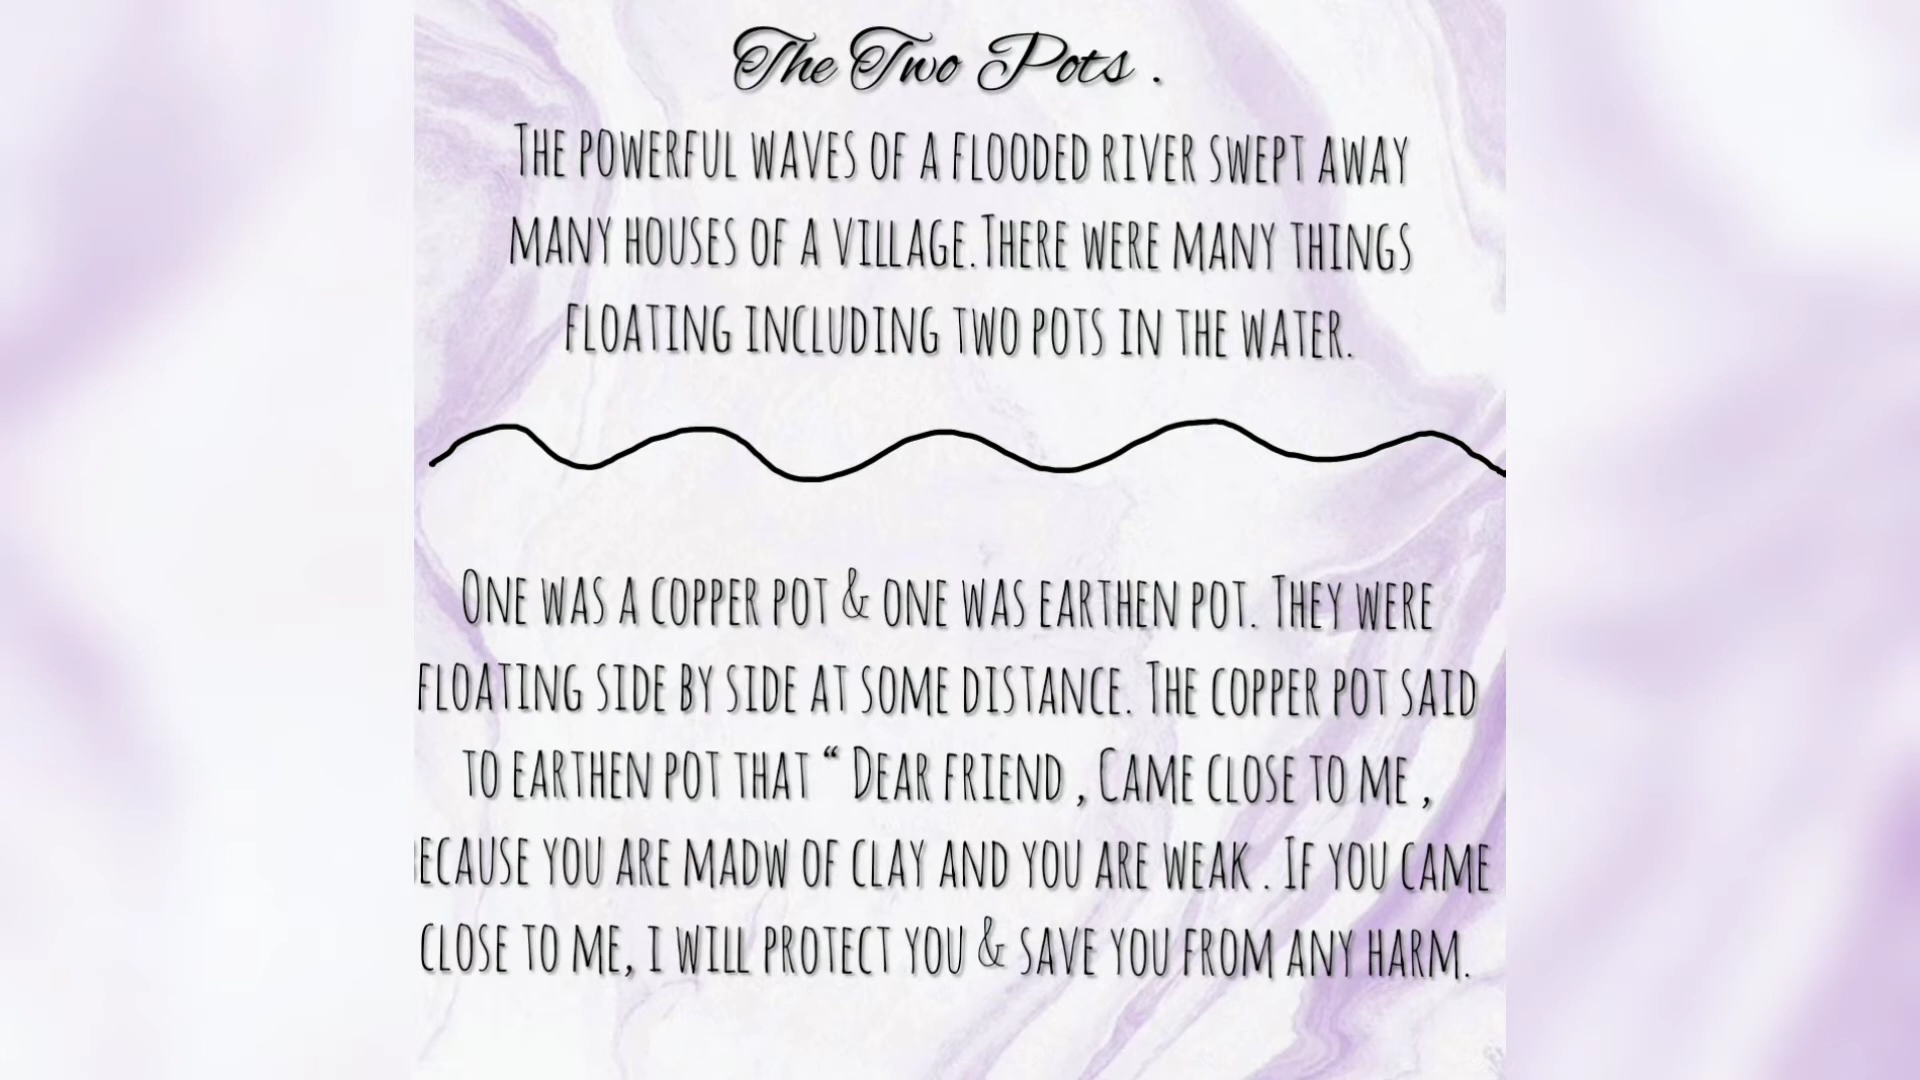 The Two Pots .
The powerful waves of a flooded river swept away
many houses of a village.There were many things
floating including two pots in the water.
One was a copper pot & one was earthen pot. They were
floating side by side at some distance. The copper pot said
to earthen pot that “ Dear friend , Came close to me ,
ecause you are madw of clay and you are weak . If you came
close to me, i will protect you & save you from any harm.